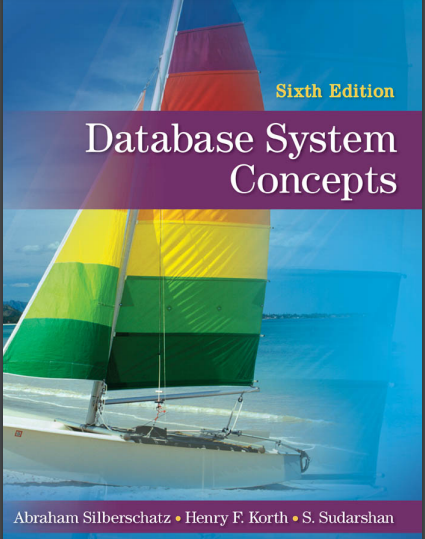 Sixth Edition
Database System
Concepts
Abraham Silberschatz • Henry F. Korth • S. Sudarshan